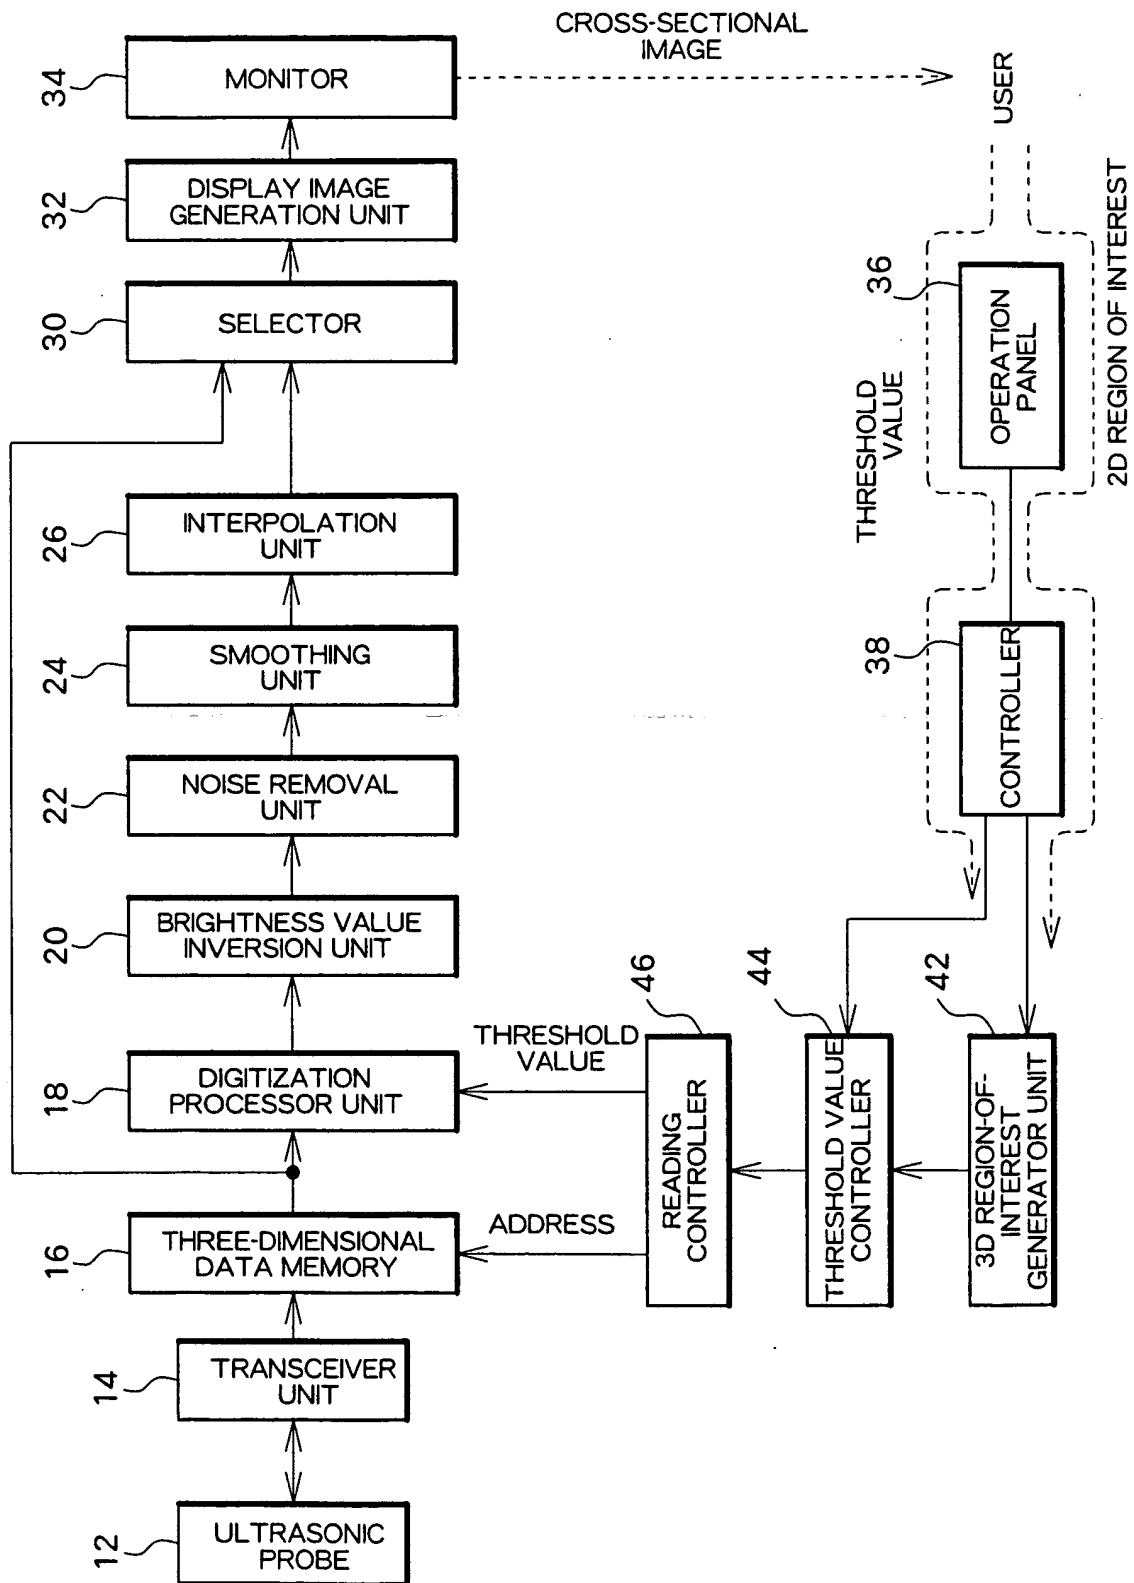 CROSS-SECTIONAL
IMAGE
34
MONITOR
USER
32
DISPLAY IMAGE
GENERATION UNIT
2D REGION OF INTEREST
30
SELECTOR
36
OPERATION
PANEL
THRESHOLD
VALUE
26
INTERPOLATION
UNIT
24
SMOOTHING
UNIT
38
CONTROLLER
22
NOISE REMOVAL
UNIT
20
BRIGHTNESS VALUE
INVERSION UNIT
46
44
42
18
DIGITIZATION
PROCESSOR UNIT
THRESHOLD
VALUE
READING
CONTROLLER
THRESHOLD VALUE
CONTROLLER
3D REGION-OF-
INTEREST
GENERATOR UNIT
16
THREE-DIMENSIONAL
DATA MEMORY
ADDRESS
14
TRANSCEIVER
UNIT
12
ULTRASONIC
PROBE